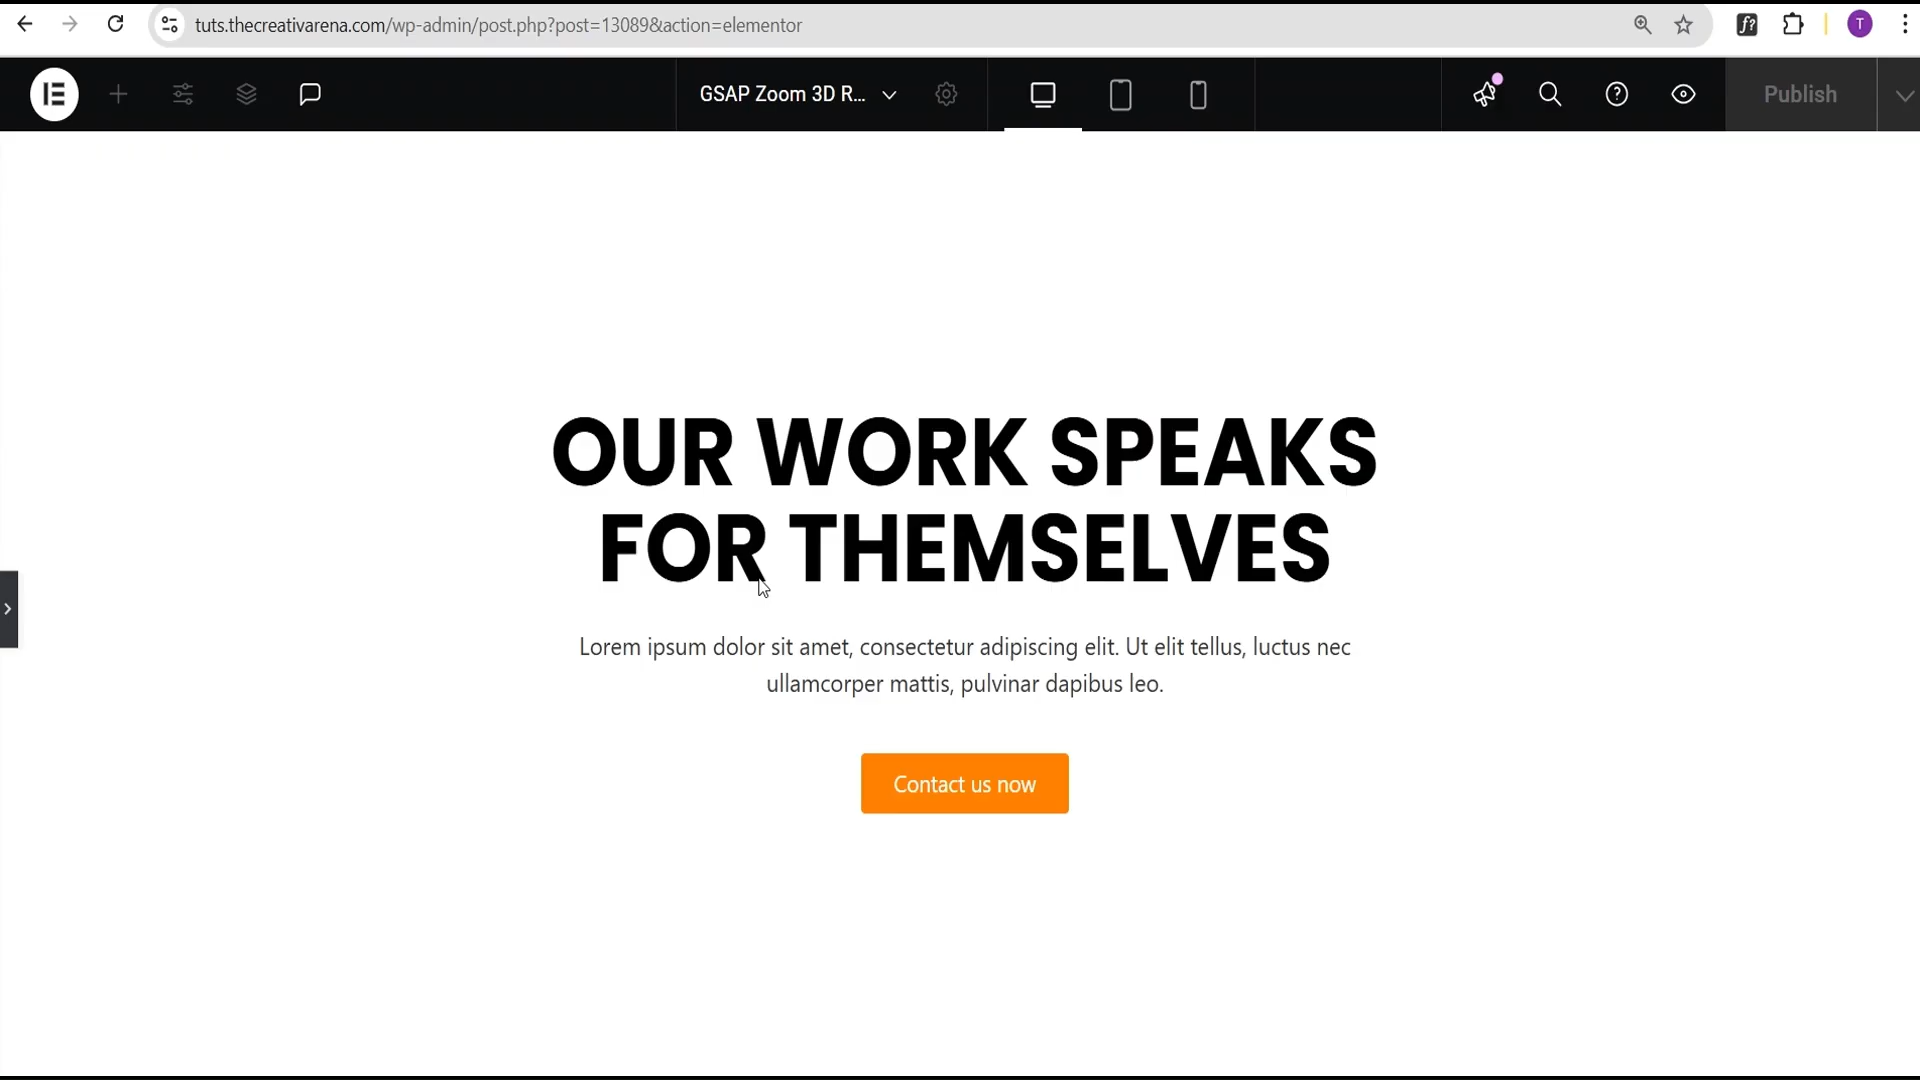 tuts.thecreativarena.com/wp-admin/post.php?post=13089&action=elementor
f?
T
GSAP Zoom 3D R...
Publish
OUR WORK SPEAKS
FOR THEMSELVES
Lorem ipsum dolor sit amet, consectetur adipiscing elit. Ut elit tellus, luctus nec
ullamcorper mattis, pulvinar dapibus leo.
Contact us now